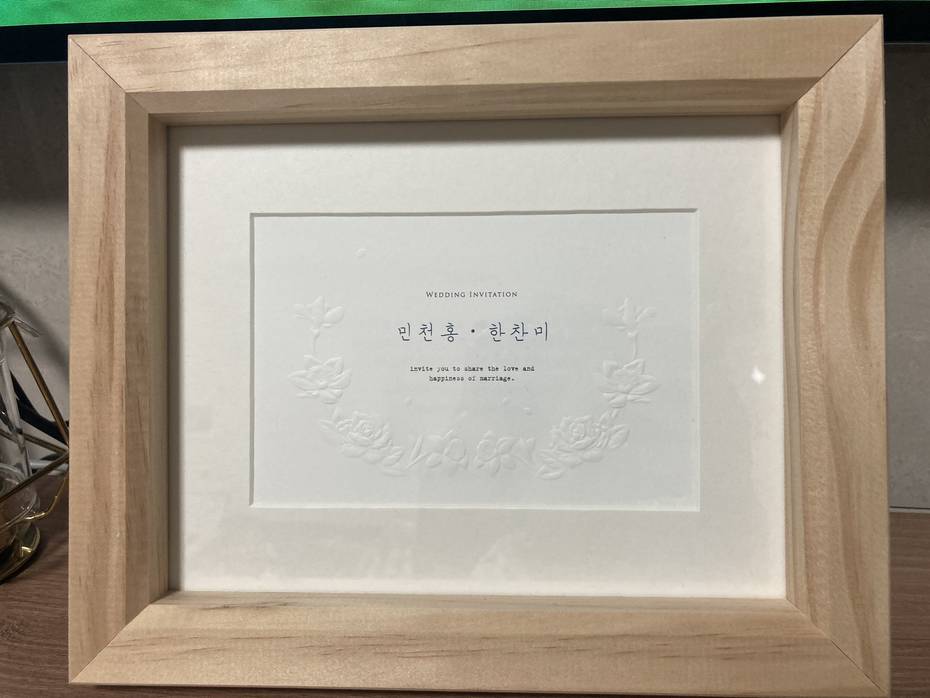 WEDDING INVITATION
민천홍 · 한찬미
invite you to share the love and
happiness of marriage.